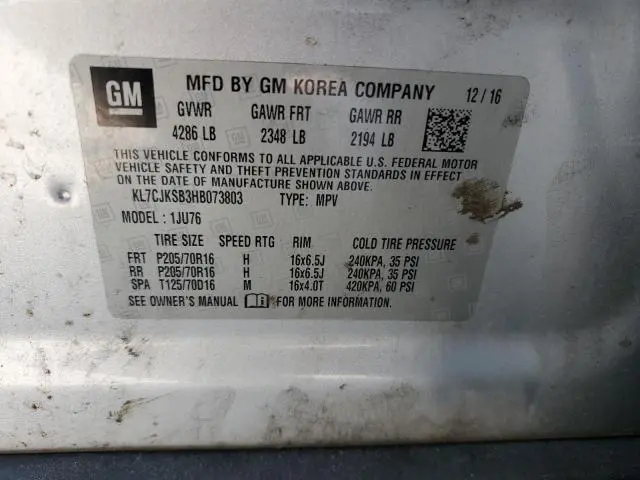 GM MFD BY GM KOREA COMPANY 12/16
GVWR GAWR FRT GAWR RR
4286 LB 2348 LB 2194 LB
THIS VEHICLE CONFORMS TO ALL APPLICABLE U.S. FEDERAL MOTOR
VEHICLE SAFETY AND THEFT PREVENTION STANDARDS IN EFFECT
ON THE DATE OF MANUFACTURE SHOWN ABOVE.
KL7CJKSB3HB073803 TYPE: MPV
MODEL : 1JU76
TIRE SIZE SPEED RTG RIM COLD TIRE PRESSURE
FRT P205/70R16 H 16x6.5J 240KPA, 35 PSI
RR P205/70R16 H 16x6.5J 240KPA, 35 PSI
SPA T125/70D16 M 16x4.0T 420KPA, 60 PSI
SEE OWNER'S MANUAL FOR MORE INFORMATION.